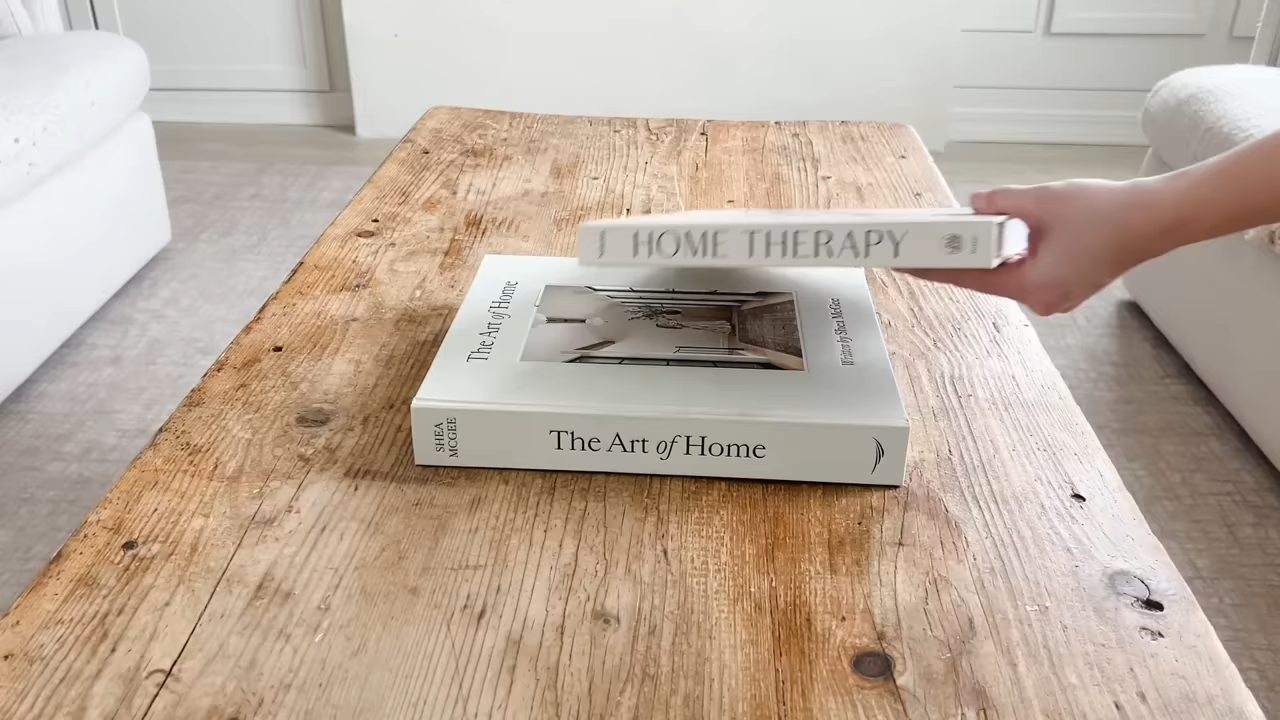 HOME THERAPY
The Art of Home
Written by Shea McGee
SHEA
MCGEE
The Art of Home